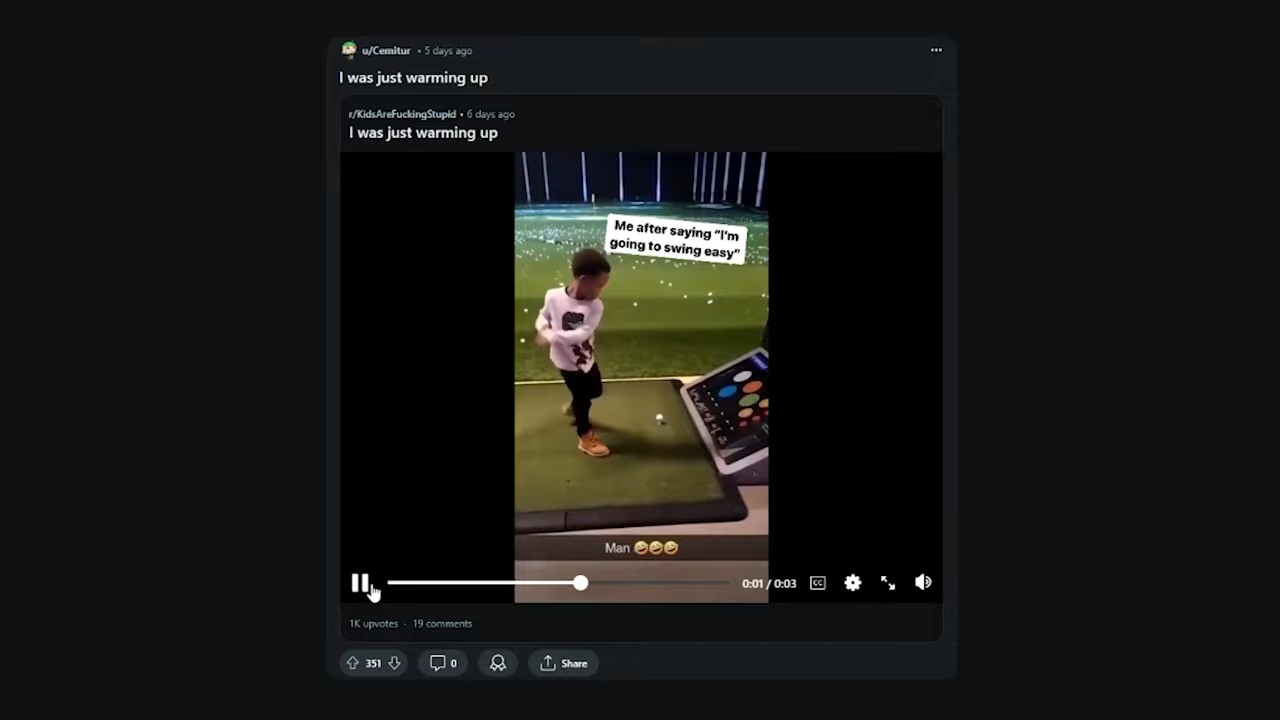 u/Cemitur • 5 days ago
I was just warming up
r/KidsAreFuckingStupid • 6 days ago
I was just warming up
Me after saying "I'm
going to swing easy"
Man 🤣🤣🤣
0:01 / 0:03
CC
1K upvotes · 19 comments
351
0
Share